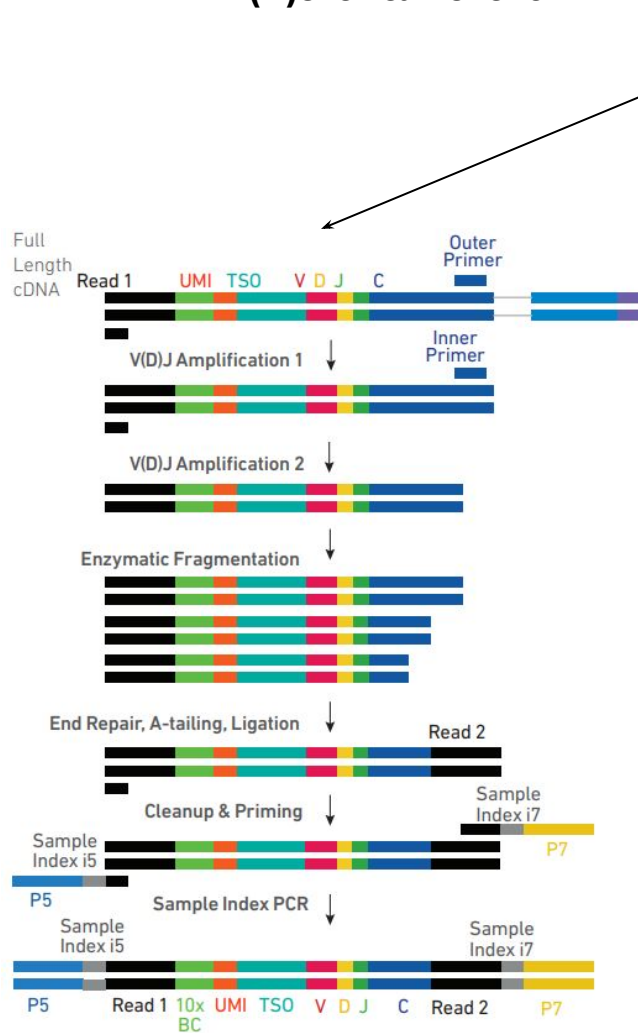 Full
Length
cDNA
Read 1 UMI TSO V D J C
Outer
Primer
Inner
Primer
V(D)J Amplification 1
V(D)J Amplification 2
Enzymatic Fragmentation
End Repair, A-tailing, Ligation
Read 2
Cleanup & Priming
Sample
Index i7
P7
Sample
Index i5
P5
Sample Index PCR
Sample
Index i5
Sample
Index i7
P5 Read 1 10x UMI TSO V D J C Read 2 P7
BC